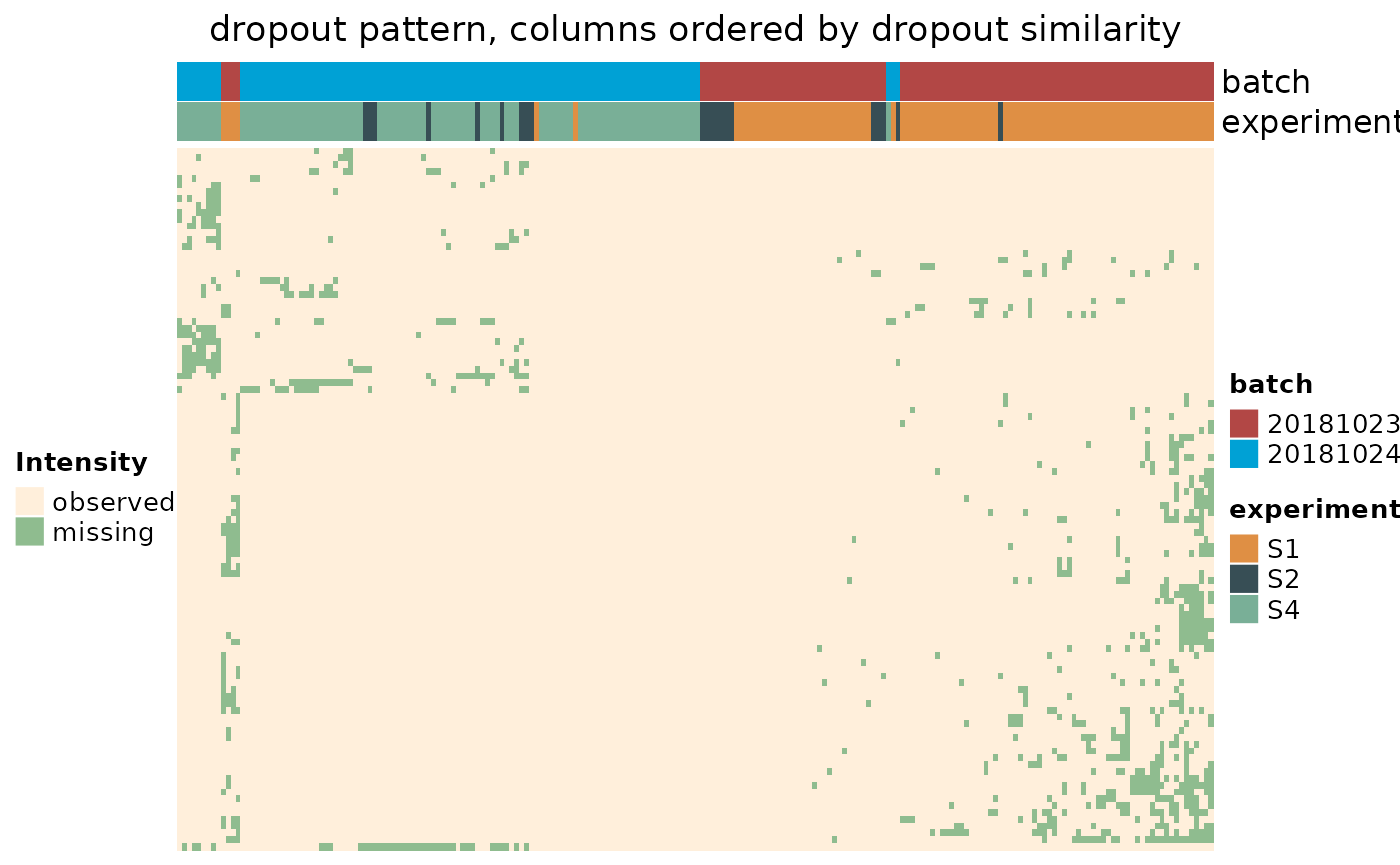 dropout pattern, columns ordered by dropout similarity
batch
experiment
batch
20181023
20181024
Intensity
observed
missing
experiment
S1
S2
S4